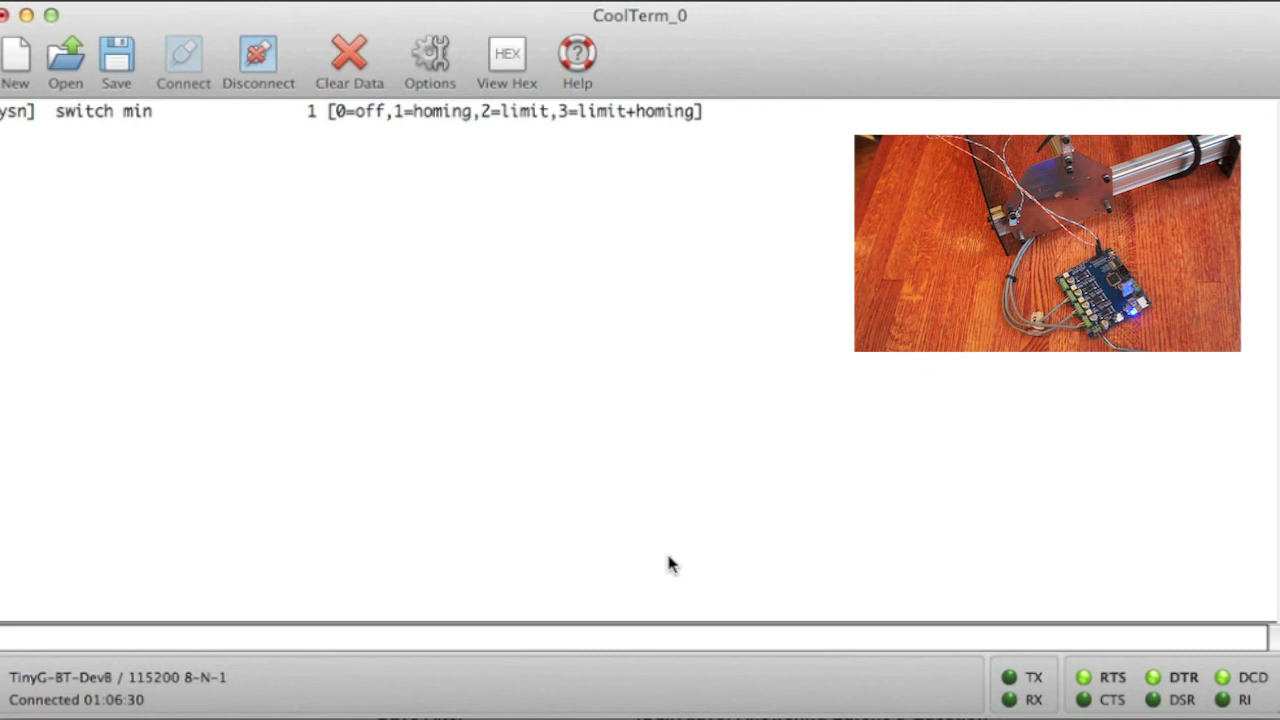 CoolTerm_0
New Open Save Connect Disconnect Clear Data Options View Hex Help
HEX
ysn] switch min 1 [0=off,1=homing,2=limit,3=limit+homing]
TinyG-BT-DevB / 115200 8-N-1
Connected 01:06:30
TX RTS DTR DCD
RX CTS DSR RI